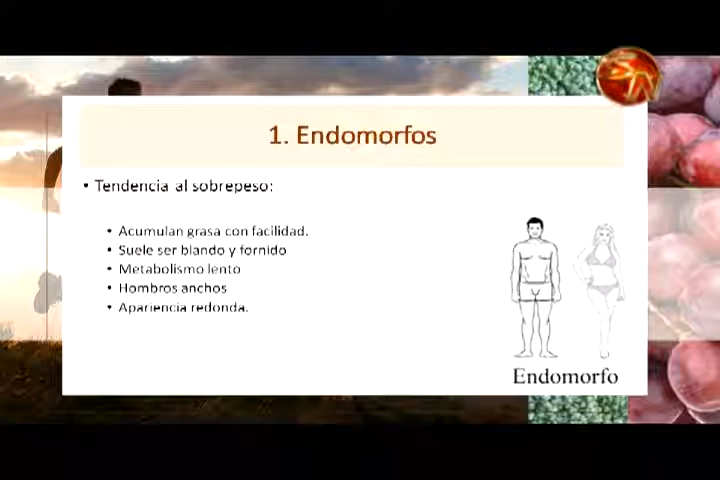 1. Endomorfos
• Tendencia al sobrepeso:
• Acumulan grasa con facilidad.
• Suele ser blando y fornido
• Metabolismo lento
• Hombros anchos
• Apariencia redonda.
Endomorfo